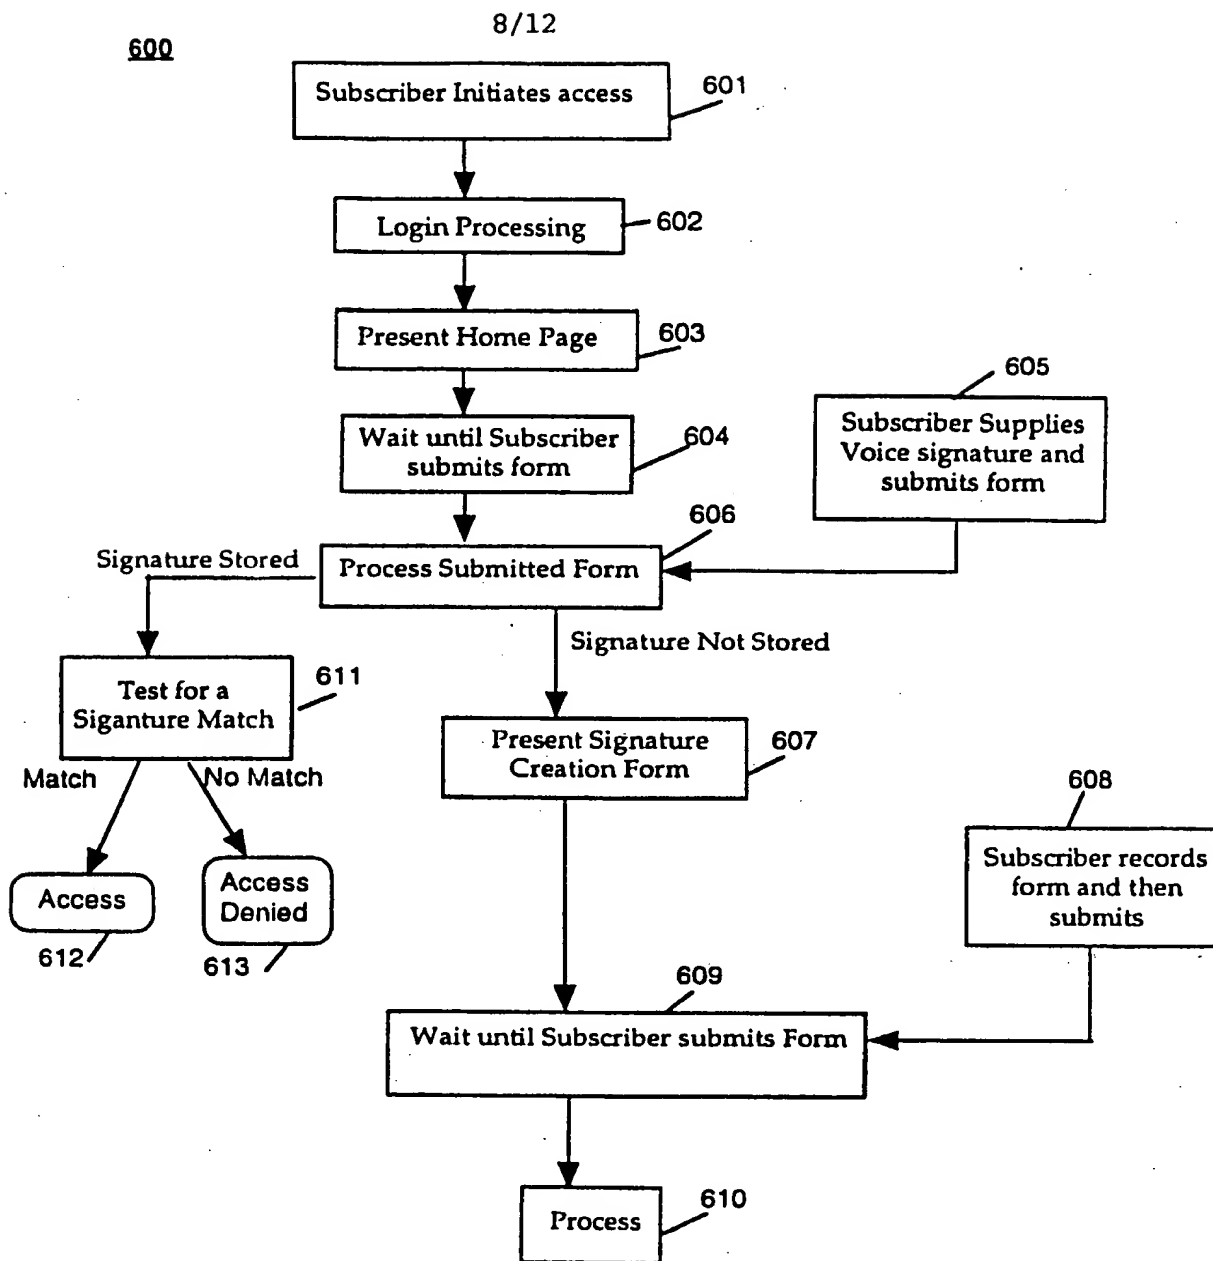 8/12
600
Subscriber Initiates access
601
Login Processing
602
Present Home Page
603
Wait until Subscriber
submits form
604
605
Subscriber Supplies
Voice signature and
submits form
606
Process Submitted Form
Signature Stored
Signature Not Stored
Test for a
Siganture Match
611
Present Signature
Creation Form
607
Match
No Match
608
Subscriber records
form and then
submits
Access
612
Access
Denied
613
609
Wait until Subscriber submits Form
Process
610